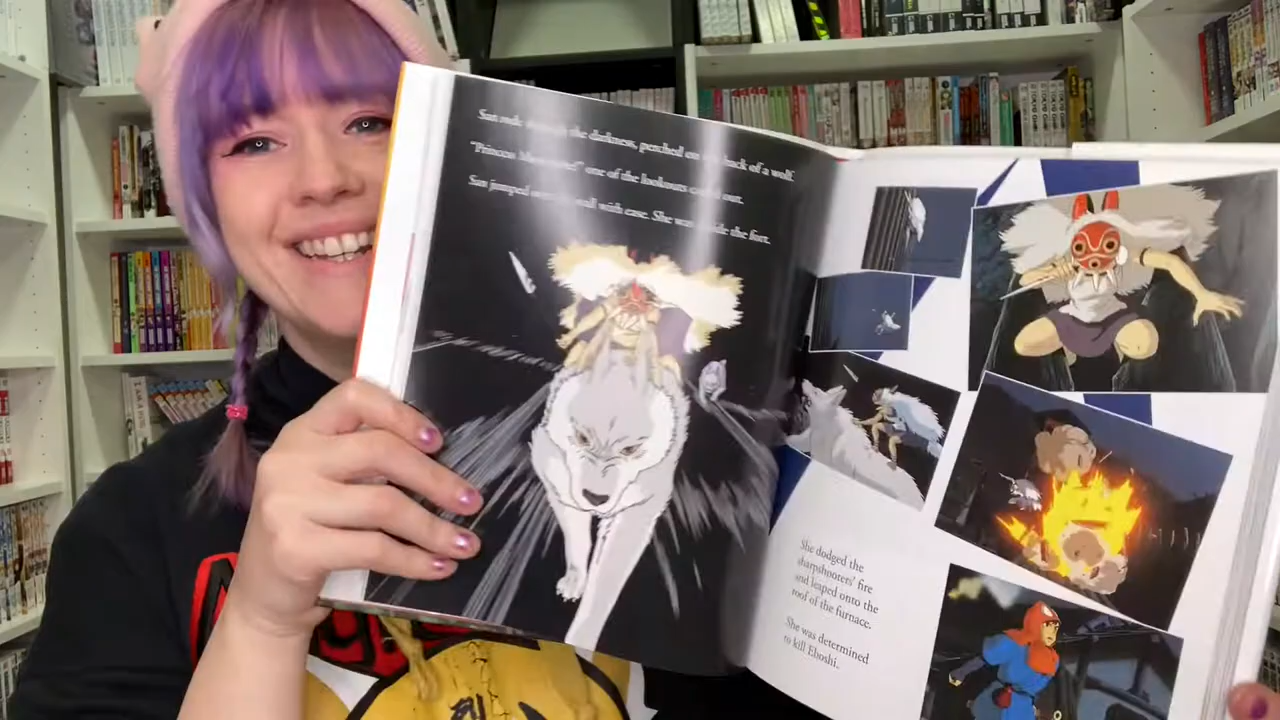 San rode through the darkness, perched on the back of a wolf.
"Princess Mononoke!" one of the lookouts called out.
San jumped over the wall with ease. She was inside the fort.
She dodged the
sharpshooters' fire
and leaped onto the
roof of the furnace.
She was determined
to kill Eboshi.